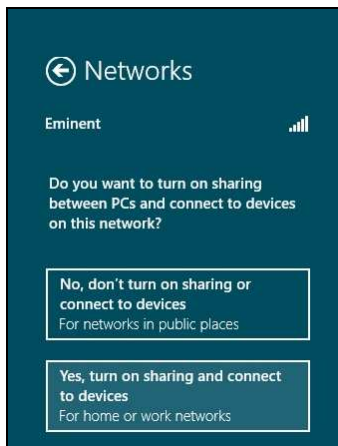 Networks
Eminent
Do you want to turn on sharing
between PCs and connect to devices
on this network?
No, don't turn on sharing or
connect to devices
For networks in public places
Yes, turn on sharing and connect
to devices
For home or work networks